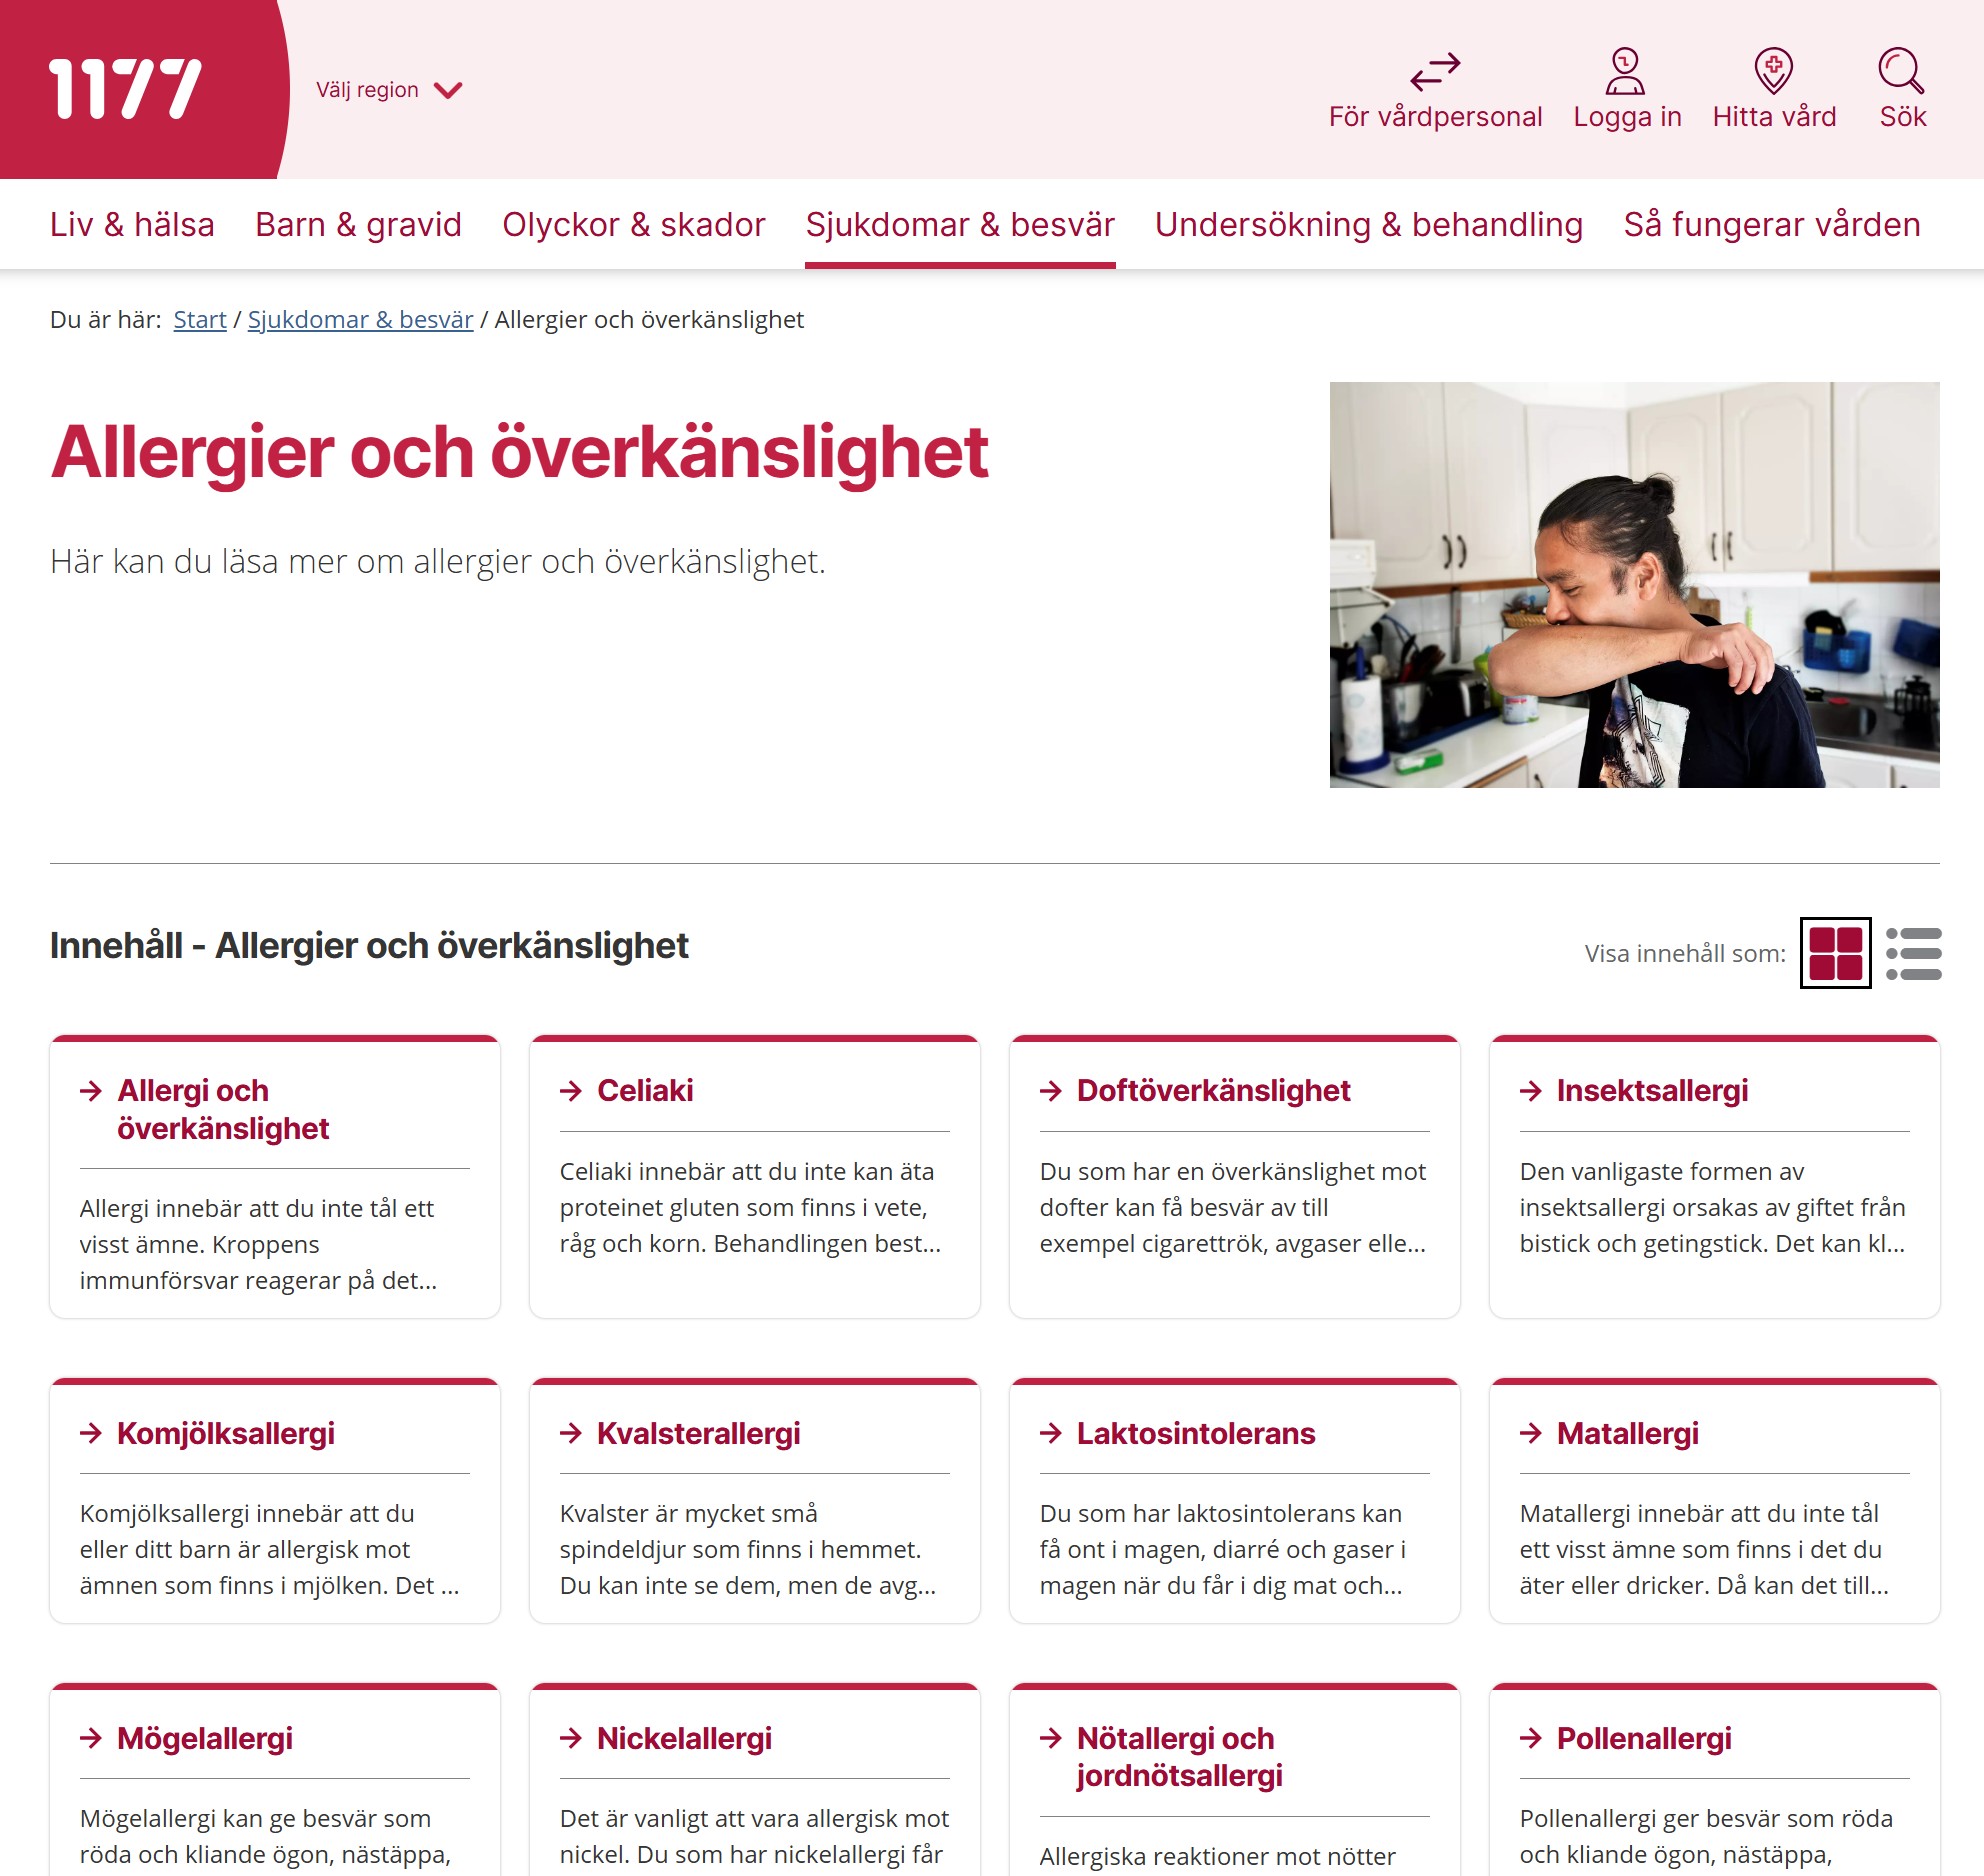 1177
Välj region
För vårdpersonal
Logga in
Hitta vård
Sök
Liv & hälsa
Barn & gravid
Olyckor & skador
Sjukdomar & besvär
Undersökning & behandling
Så fungerar vården
Du är här: Start / Sjukdomar & besvär / Allergier och överkänslighet
Allergier och överkänslighet
Här kan du läsa mer om allergier och överkänslighet.
Innehåll - Allergier och överkänslighet
Visa innehåll som:
Allergi och
överkänslighet
Allergi innebär att du inte tål ett
visst ämne. Kroppens
immunförsvar reagerar på det...
Celiaki
Celiaki innebär att du inte kan äta
proteinet gluten som finns i vete,
råg och korn. Behandlingen best...
Doftöverkänslighet
Du som har en överkänslighet mot
dofter kan få besvär av till
exempel cigarettrök, avgaser elle...
Insektsallergi
Den vanligaste formen av
insektsallergi orsakas av giftet från
bistick och getingstick. Det kan kl...
Komjölksallergi
Komjölksallergi innebär att du
eller ditt barn är allergisk mot
ämnen som finns i mjölken. Det ...
Kvalsterallergi
Kvalster är mycket små
spindeldjur som finns i hemmet.
Du kan inte se dem, men de avg...
Laktosintolerans
Du som har laktosintolerans kan
få ont i magen, diarré och gaser i
magen när du får i dig mat och...
Matallergi
Matallergi innebär att du inte tål
ett visst ämne som finns i det du
äter eller dricker. Då kan det till...
Mögelallergi
Mögelallergi kan ge besvär som
röda och kliande ögon, nästäppa,
Nickelallergi
Det är vanligt att vara allergisk mot
nickel. Du som har nickelallergi får
Nötallergi och
jordnötsallergi
Allergiska reaktioner mot nötter
Pollenallergi
Pollenallergi ger besvär som röda
och kliande ögon, nästäppa,